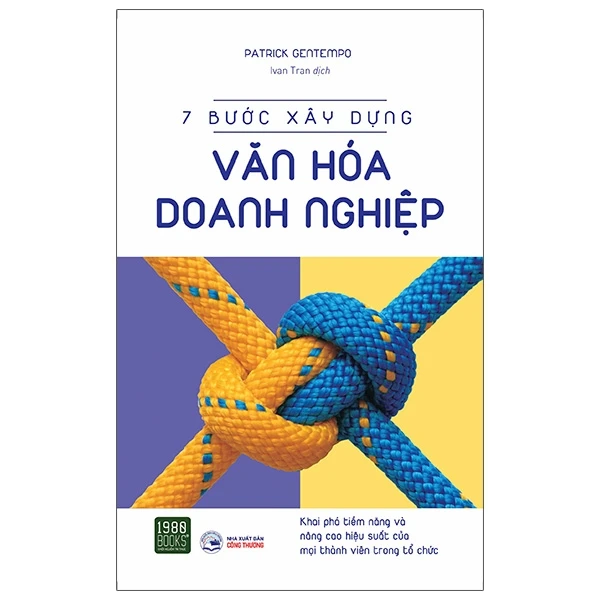 PATRICK GENTEMPO
Ivan Tran dịch
7 BƯỚC XÂY DỰNG
VĂN HÓA
DOANH NGHIỆP
1980
BOOKS
NHÀ XUẤT BẢN
CÔNG THƯƠNG
Khai phá tiềm năng và
nâng cao hiệu suất của
mọi thành viên trong tổ chức